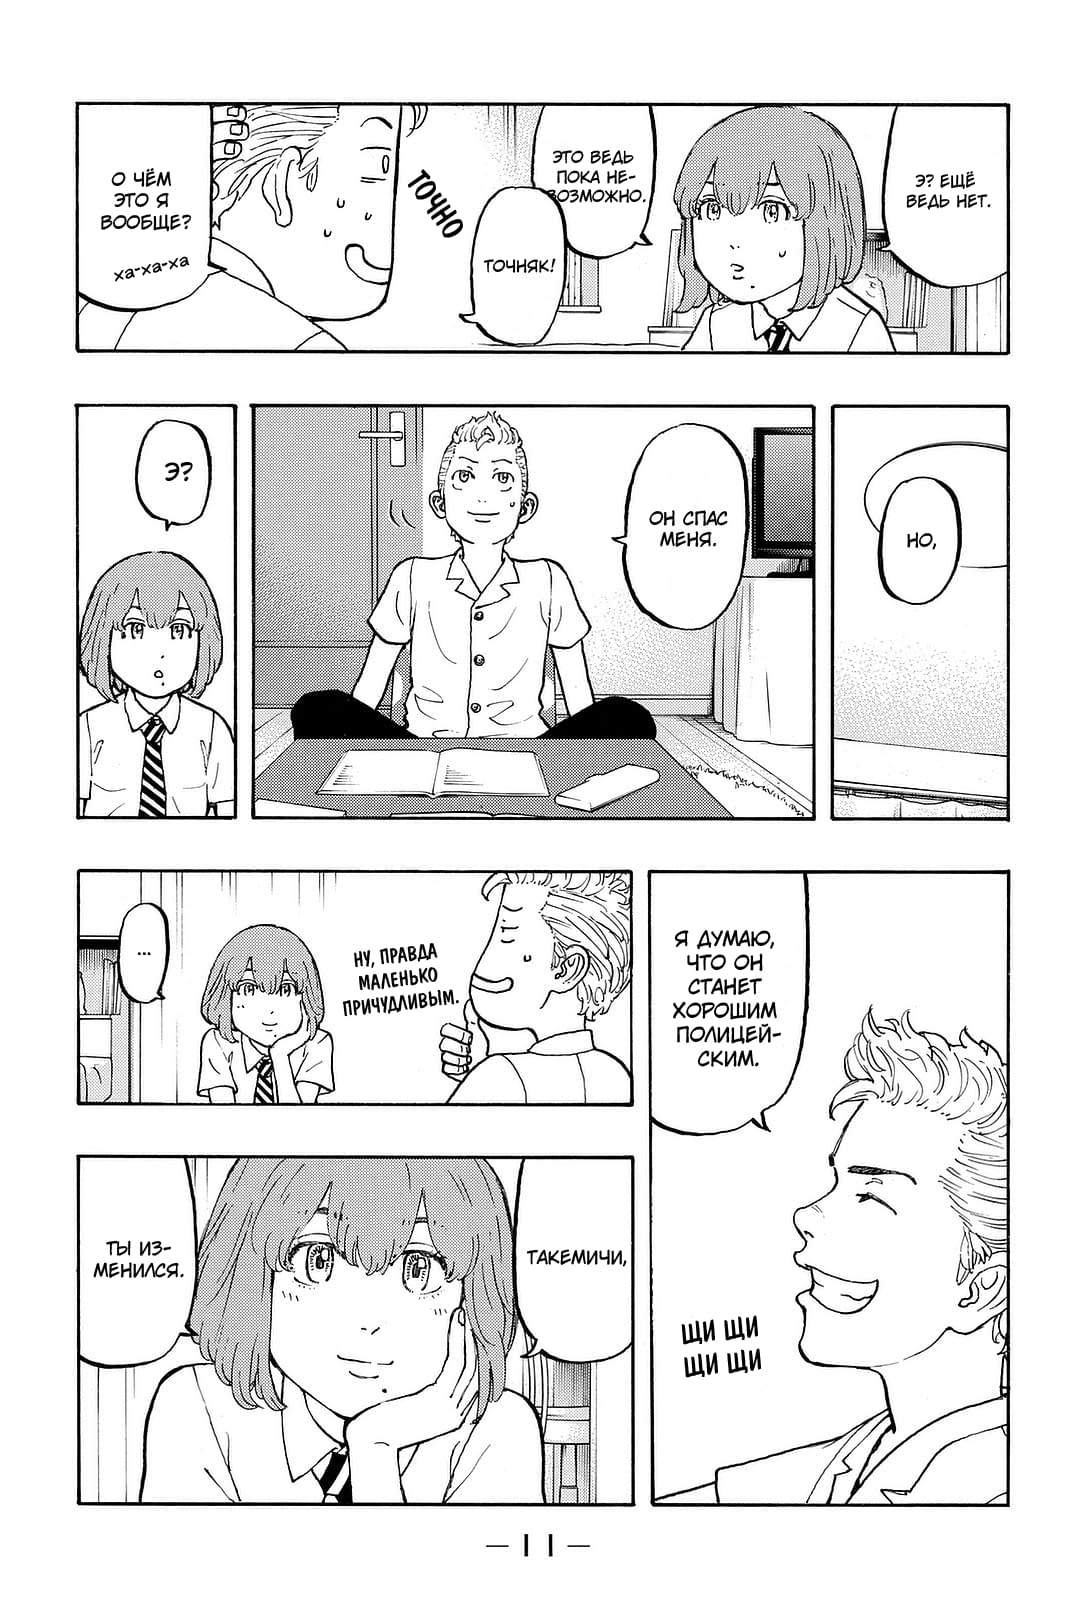 Э? ЕЩЁ
ВЕДЬ НЕТ.
ЭТО ВЕДЬ
ПОКА НЕ-
ВОЗМОЖНО.
ТОЧНЯК!
ТОЧНО
О ЧЁМ
ЭТО Я
ВООБЩЕ?
ха-ха-ха
НО,
ОН СПАС
МЕНЯ.
Э?
Я ДУМАЮ,
ЧТО ОН
СТАНЕТ
ХОРОШИМ
ПОЛИЦЕЙ-
СКИМ.
ЩИ ЩИ
ЩИ ЩИ
НУ, ПРАВДА
МАЛЕНЬКО
ПРИЧУДЛИВЫМ.
...
ТАКЕМИЧИ,
ТЫ ИЗ-
МЕНИЛСЯ.
— 11 —